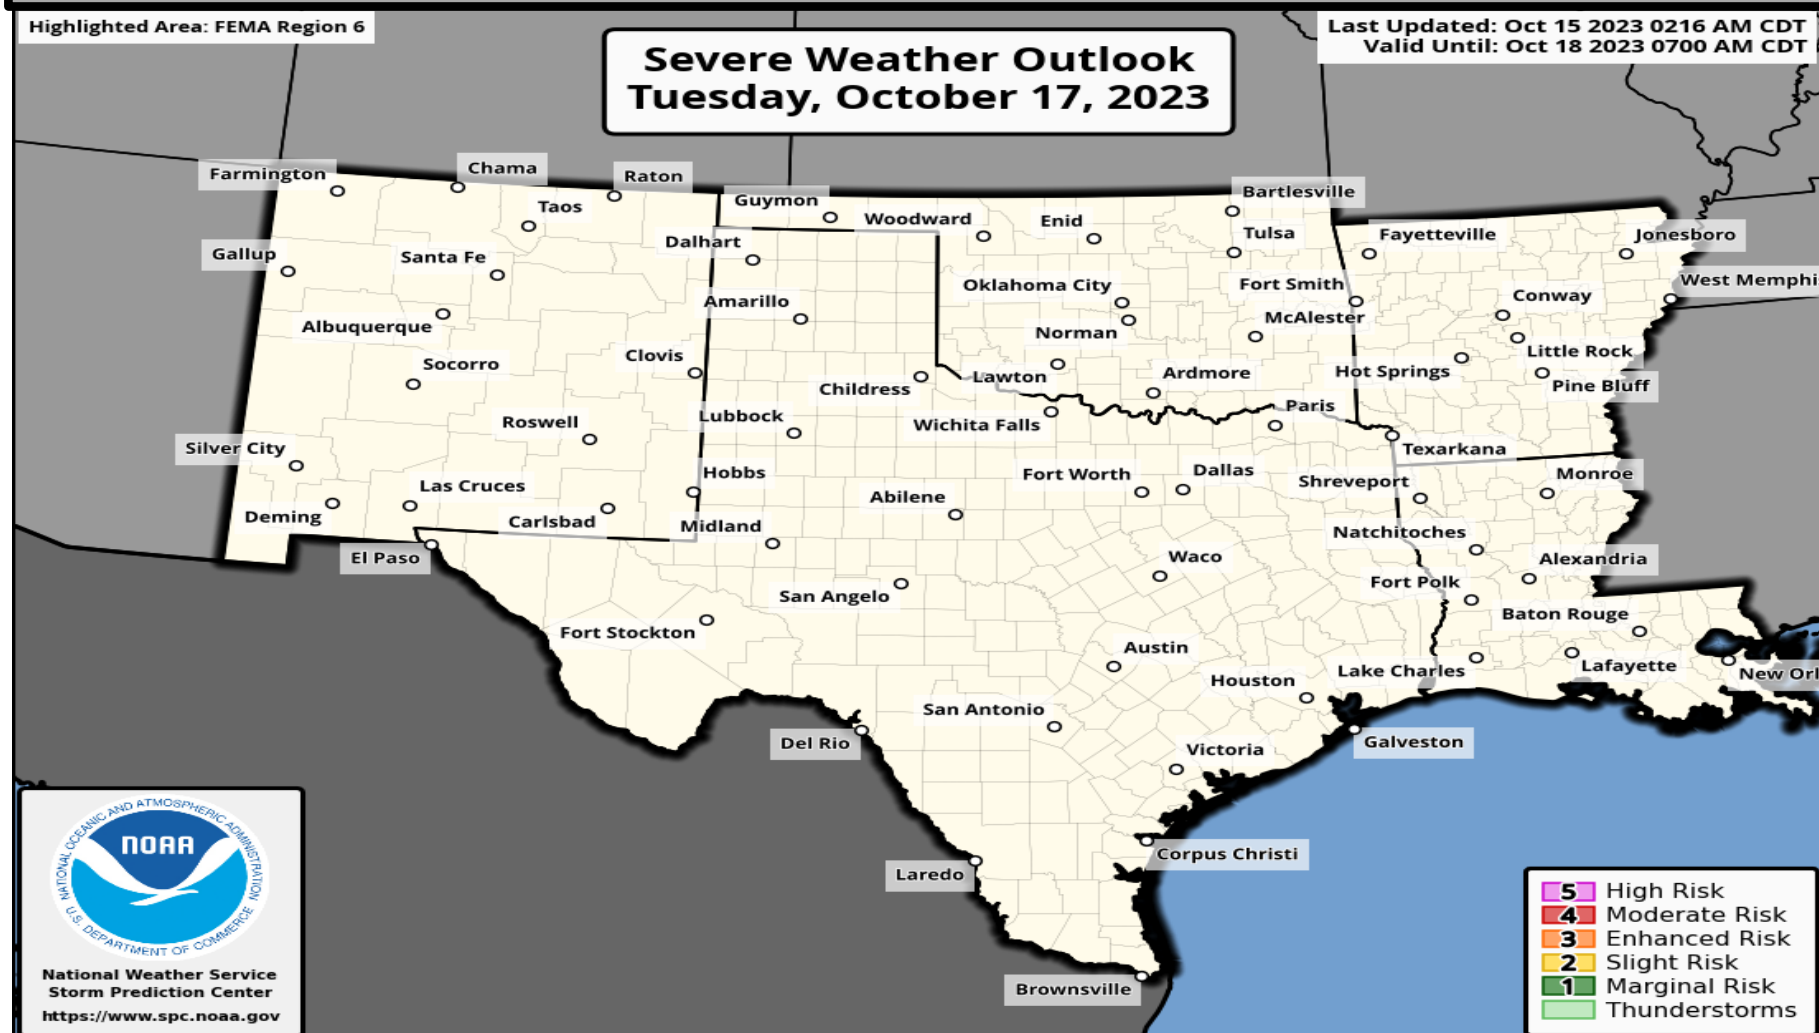 Highlighted Area: FEMA Region 6
Last Updated: Oct 15 2023 0216 AM CDT
Valid Until: Oct 18 2023 0700 AM CDT
Severe Weather Outlook
Tuesday, October 17, 2023
Farmington
Chama
Raton
Taos
Guymon
Woodward
Enid
Bartlesville
Gallup
Santa Fe
Dalhart
Tulsa
Fayetteville
Jonesboro
Albuquerque
Amarillo
Oklahoma City
Fort Smith
Conway
West Memphi
Norman
McAlester
Socorro
Clovis
Childress
Lawton
Ardmore
Hot Springs
Little Rock
Pine Bluff
Roswell
Lubbock
Wichita Falls
Paris
Silver City
Texarkana
Las Cruces
Hobbs
Abilene
Fort Worth
Dallas
Shreveport
Monroe
Deming
Carlsbad
Midland
Natchitoches
El Paso
Waco
Alexandria
San Angelo
Fort Polk
Fort Stockton
Baton Rouge
Austin
Houston
Lake Charles
Lafayette
New Orl
San Antonio
Del Rio
Victoria
Galveston
Laredo
Corpus Christi
Brownsville
NATIONAL OCEANIC AND ATMOSPHERIC ADMINISTRATION
NOAA
U.S. DEPARTMENT OF COMMERCE
National Weather Service
Storm Prediction Center
https://www.spc.noaa.gov
5 High Risk
4 Moderate Risk
3 Enhanced Risk
2 Slight Risk
1 Marginal Risk
Thunderstorms